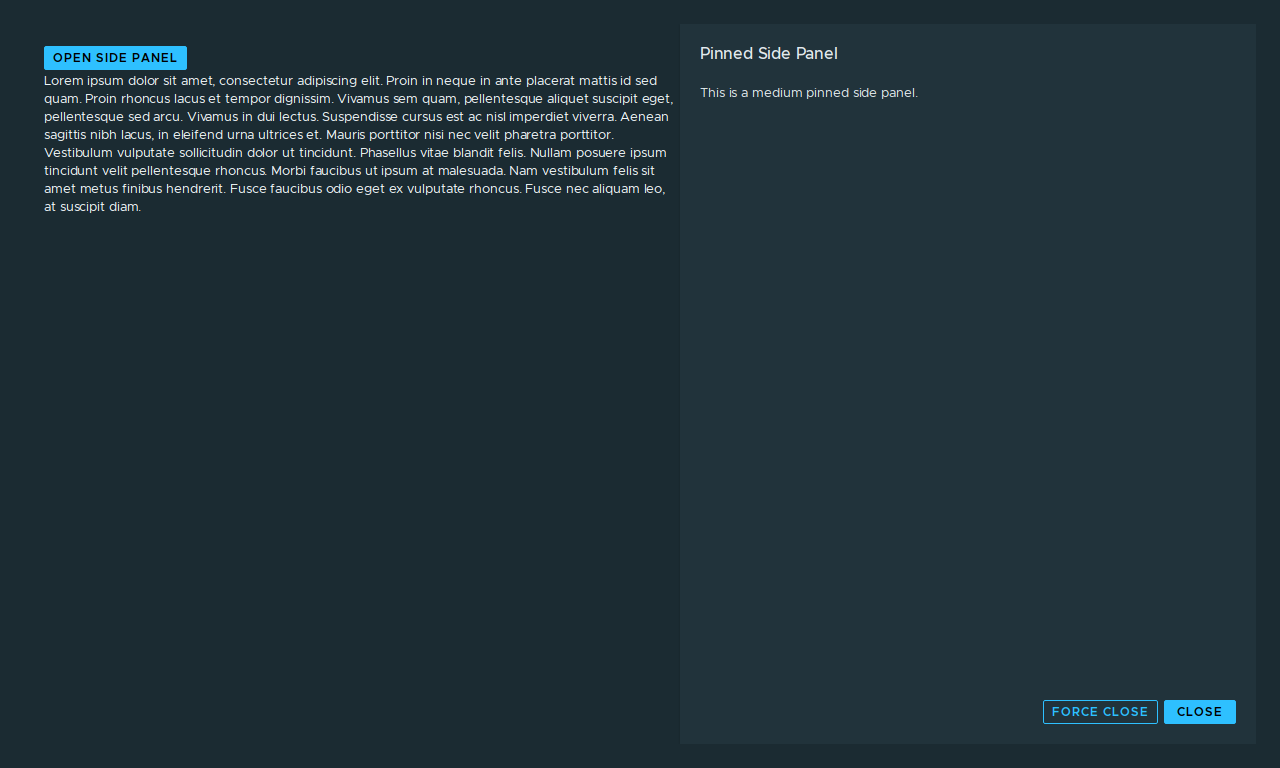 OPEN SIDE PANEL
Lorem ipsum dolor sit amet, consectetur adipiscing elit. Proin in neque in ante placerat mattis id sed
quam. Proin rhoncus lacus et tempor dignissim. Vivamus sem quam, pellentesque aliquet suscipit eget,
pellentesque sed arcu. Vivamus in dui lectus. Suspendisse cursus est ac nisl imperdiet viverra. Aenean
sagittis nibh lacus, in eleifend urna ultrices et. Mauris porttitor nisi nec velit pharetra porttitor.
Vestibulum vulputate sollicitudin dolor ut tincidunt. Phasellus vitae blandit felis. Nullam posuere ipsum
tincidunt velit pellentesque rhoncus. Morbi faucibus ut ipsum at malesuada. Nam vestibulum felis sit
amet metus finibus hendrerit. Fusce faucibus odio eget ex vulputate rhoncus. Fusce nec aliquam leo,
at suscipit diam.
Pinned Side Panel
This is a medium pinned side panel.
FORCE CLOSE
CLOSE